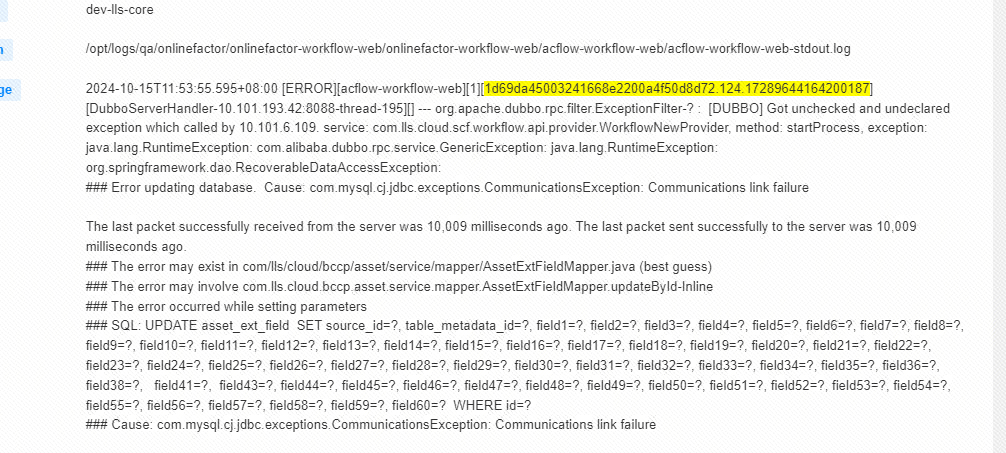 dev-lls-core
n
/opt/logs/qa/onlinefactor/onlinefactor-workflow-web/onlinefactor-workflow-web/acflow-workflow-web/acflow-workflow-web-stdout.log
ge
2024-10-15T11:53:55.595+08:00 [ERROR][acflow-workflow-web][1][1d69da45003241668e2200a4f50d8d72.124.17289644164200187]
[DubboServerHandler-10.101.193.42:8088-thread-195][] --- org.apache.dubbo.rpc.filter.ExceptionFilter-? :  [DUBBO] Got unchecked and undeclared
exception which called by 10.101.6.109. service: com.lls.cloud.scf.workflow.api.provider.WorkflowNewProvider, method: startProcess, exception:
java.lang.RuntimeException: com.alibaba.dubbo.rpc.service.GenericException: java.lang.RuntimeException:
org.springframework.dao.RecoverableDataAccessException:
### Error updating database.  Cause: com.mysql.cj.jdbc.exceptions.CommunicationsException: Communications link failure
The last packet successfully received from the server was 10,009 milliseconds ago. The last packet sent successfully to the server was 10,009
milliseconds ago.
### The error may exist in com/lls/cloud/bccp/asset/service/mapper/AssetExtFieldMapper.java (best guess)
### The error may involve com.lls.cloud.bccp.asset.service.mapper.AssetExtFieldMapper.updateById-Inline
### The error occurred while setting parameters
### SQL: UPDATE asset_ext_field  SET source_id=?, table_metadata_id=?, field1=?, field2=?, field3=?, field4=?, field5=?, field6=?, field7=?, field8=?,
field9=?, field10=?, field11=?, field12=?, field13=?, field14=?, field15=?, field16=?, field17=?, field18=?, field19=?, field20=?, field21=?, field22=?,
field23=?, field24=?, field25=?, field26=?, field27=?, field28=?, field29=?, field30=?, field31=?, field32=?, field33=?, field34=?, field35=?, field36=?,
field38=?,   field41=?,  field43=?, field44=?, field45=?, field46=?, field47=?, field48=?, field49=?, field50=?, field51=?, field52=?, field53=?, field54=?,
field55=?, field56=?, field57=?, field58=?, field59=?, field60=?  WHERE id=?
### Cause: com.mysql.cj.jdbc.exceptions.CommunicationsException: Communications link failure